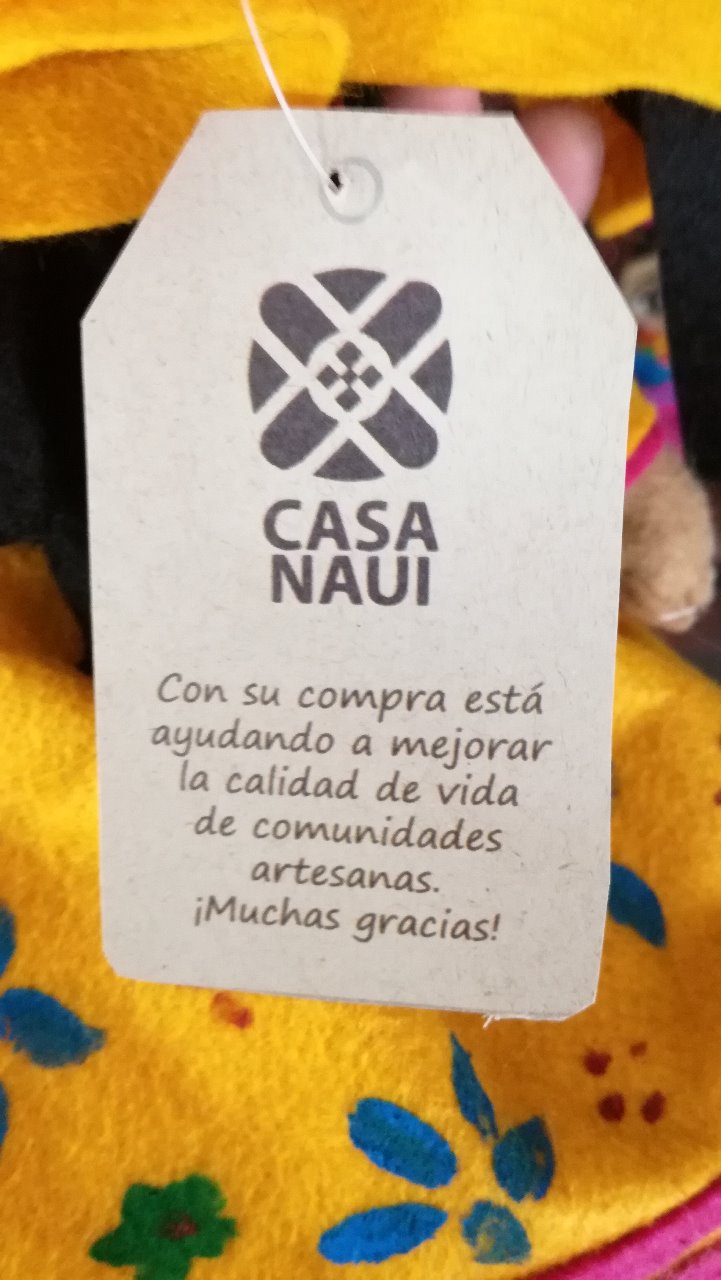 CASA
NAUI
Con su compra está
ayudando a mejorar
la calidad de vida
de comunidades
artesanas.
¡Muchas gracias!